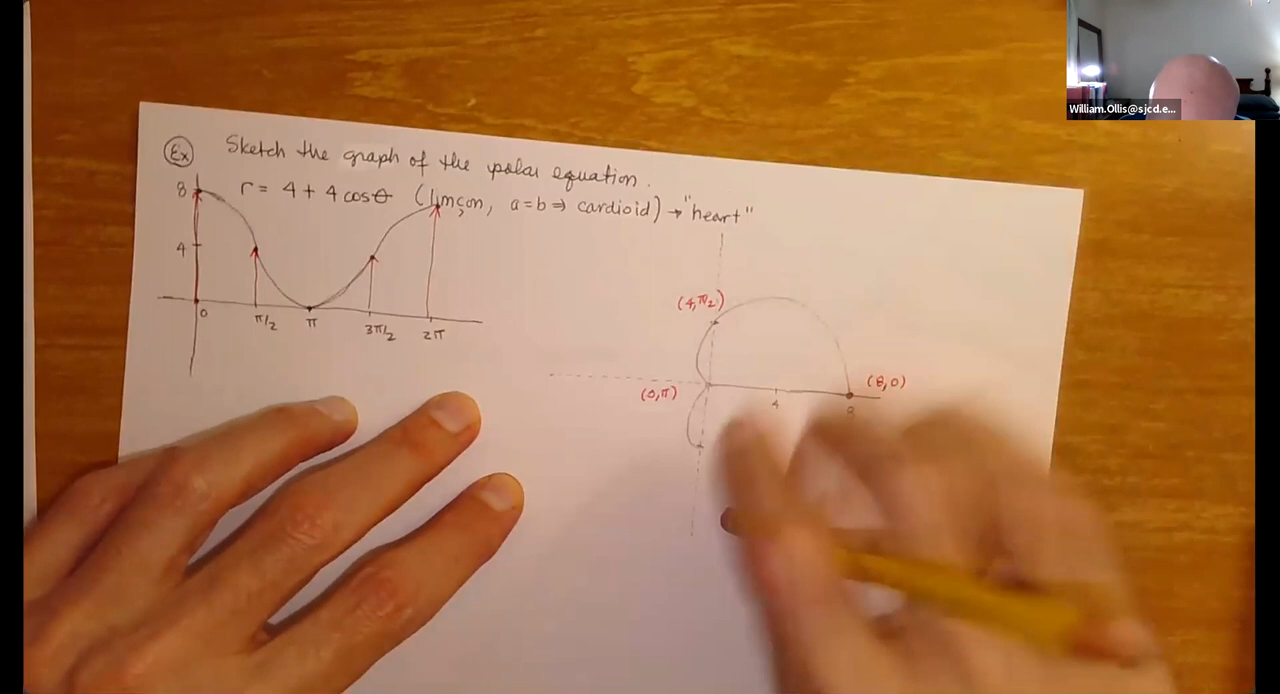 William.Ollis@sjcd.e...
Ex Sketch the graph of the polar equation.
r = 4 + 4 cosθ (limçon, a=b ⇒ cardioid) → "heart"
8
4
0 π/2 π 3π/2 2π
(4, π/2)
(0, π) (8, 0)
4 8